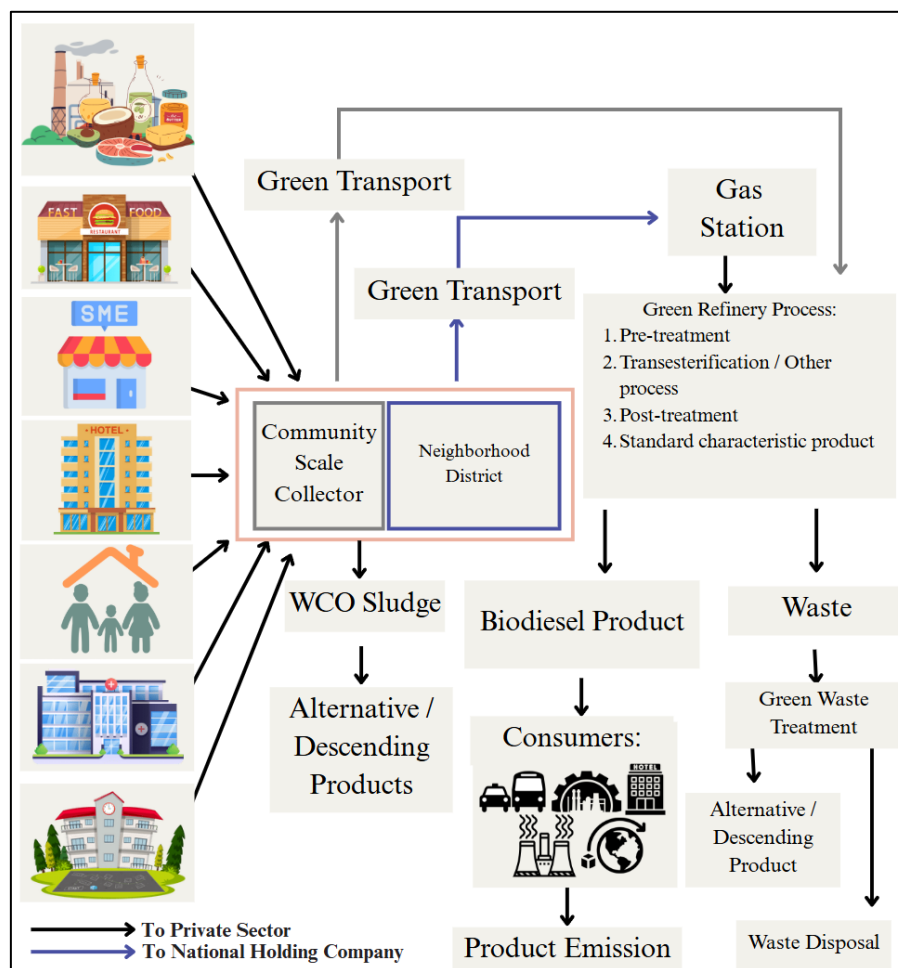 FAST FOOD
RESTAURANT
SME
HOTEL
Green Transport
Green Transport
Gas
Station
Green Refinery Process:
1. Pre-treatment
2. Transesterification / Other
process
3. Post-treatment
4. Standard characteristic product
Community
Scale
Collector
Neighborhood
District
WCO Sludge
Alternative /
Descending
Products
Biodiesel Product
Consumers:
HOTEL
Product Emission
Waste
Green Waste
Treatment
Alternative /
Descending
Product
Waste Disposal
To Private Sector
To National Holding Company